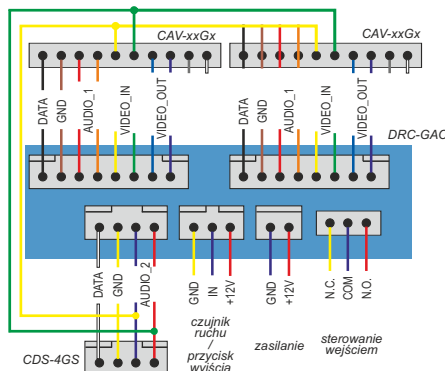 CAV-xxGx
CAV-xxGx
DATA
GND
AUDIO_1
VIDEO_IN
VIDEO_OUT
DATA
GND
AUDIO_1
VIDEO_IN
VIDEO_OUT
DRC-GAC
DATA
GND
AUDIO_2
GND
IN
+12V
GND
+12V
N.C.
COM
N.O.
czujnik
ruchu
/
przycisk
wyjścia
zasilanie
sterowanie
wejściem
CDS-4GS